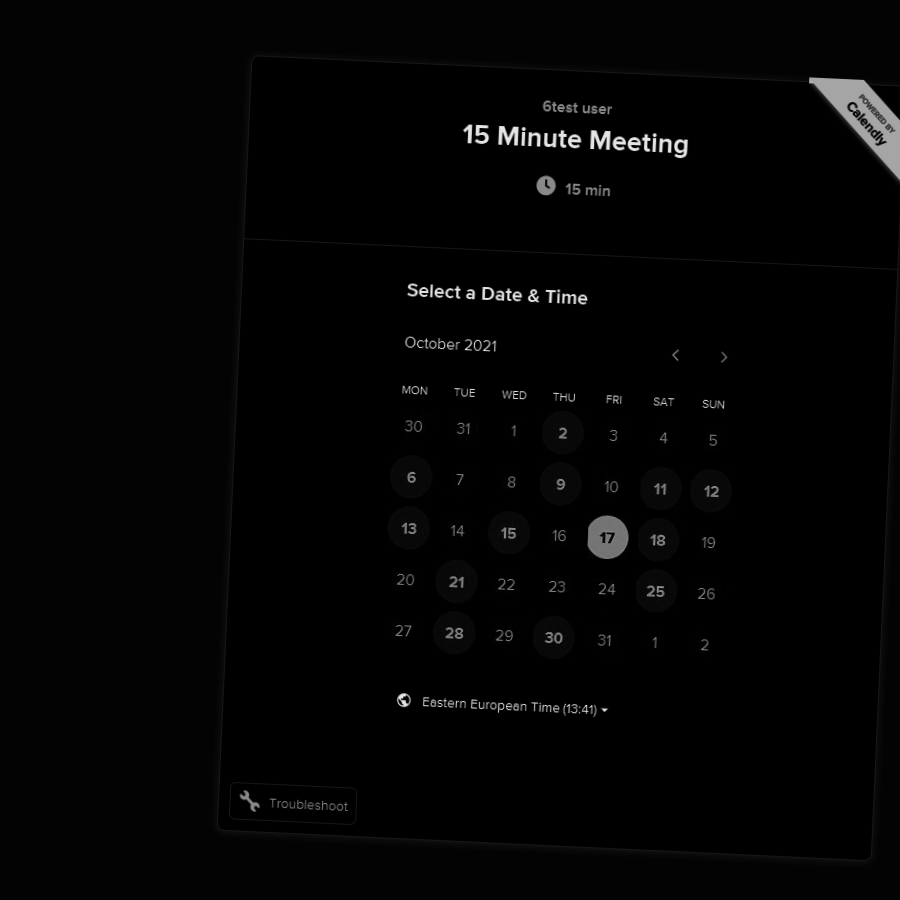 POWERED BY
Calendly
6test user
15 Minute Meeting
15 min
Select a Date & Time
October 2021
MON TUE WED THU FRI SAT SUN
30 31 1 2 3 4 5
6 7 8 9 10 11 12
13 14 15 16 17 18 19
20 21 22 23 24 25 26
27 28 29 30 31 1 2
Eastern European Time (13:41)
Troubleshoot